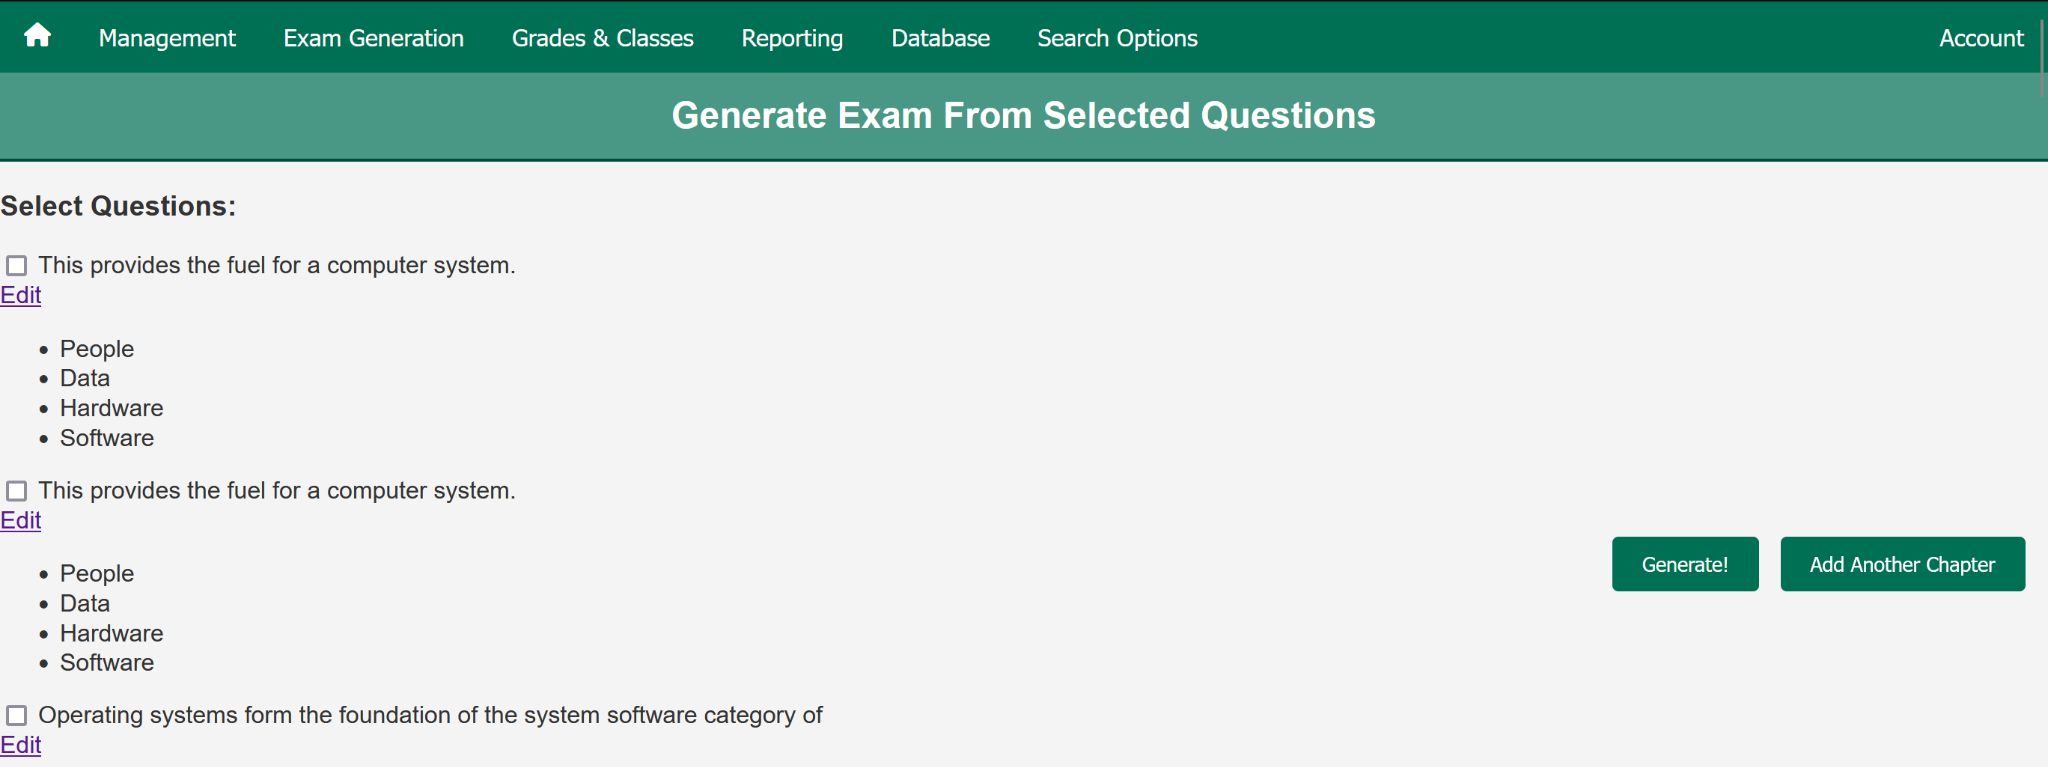 Management Exam Generation Grades & Classes Reporting Database Search Options Account
Generate Exam From Selected Questions
Select Questions:
This provides the fuel for a computer system.
Edit
People
Data
Hardware
Software
This provides the fuel for a computer system.
Edit
People
Data
Hardware
Software
Generate! Add Another Chapter
Operating systems form the foundation of the system software category of
Edit